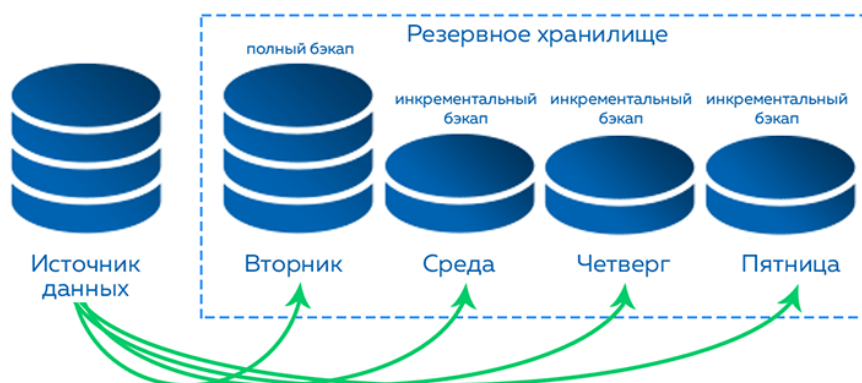 Резервное хранилище
полный бэкап
инкрементальный
бэкап
инкрементальный
бэкап
инкрементальный
бэкап
Источник
данных
Вторник
Среда
Четверг
Пятница